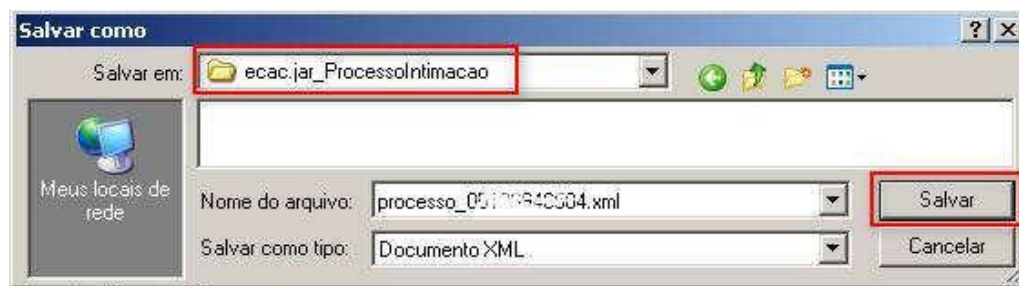 Salvar como
Salvar em:
ecac.jar_ProcessoIntimacao
Meus locais de
rede
Nome do arquivo:
Salvar
Salvar como tipo:
Documento XML
Cancelar